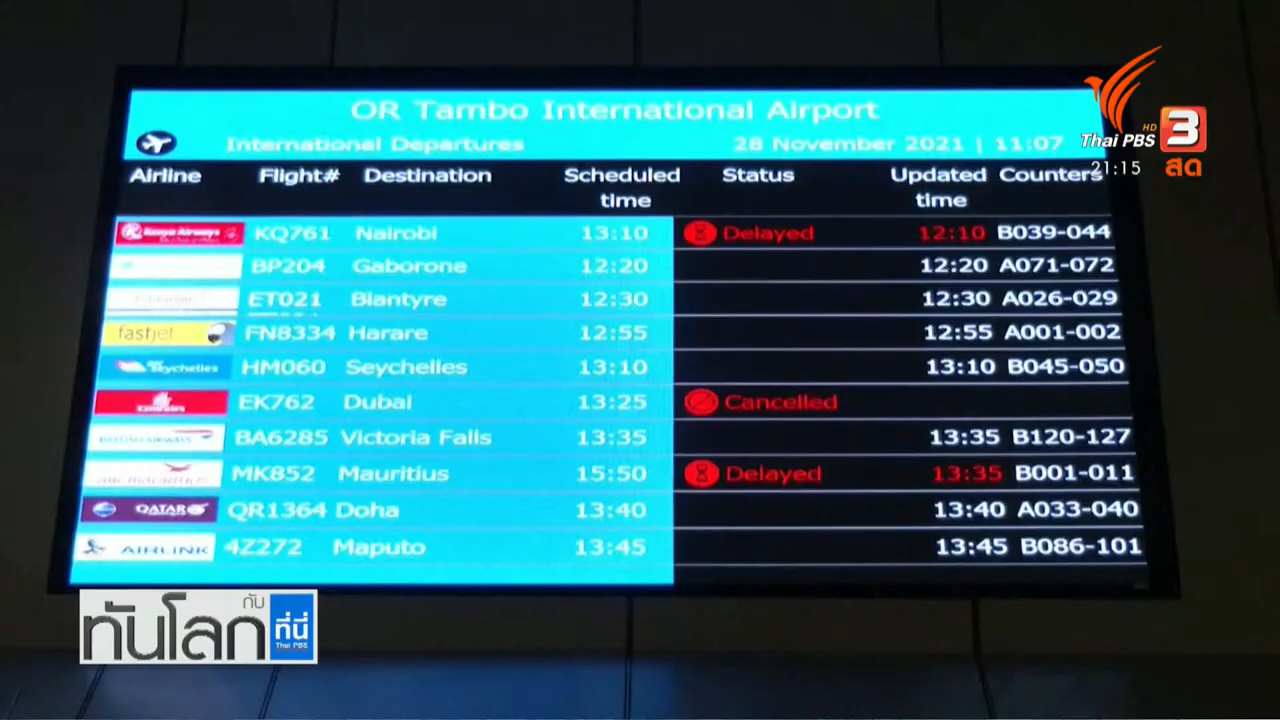 OR Tambo International Airport
International Departures 28 November 2021 | 11:07
Thai PBS HD 3
21:15 สด
Airline Flight# Destination Scheduled time Status Updated time Counters
Kenya Airways KQ761 Nairobi 13:10 Delayed 12:10 B039-044
BP204 Gaborone 12:20 12:20 A071-072
ET021 Blantyre 12:30 12:30 A026-029
fastjet FN8334 Harare 12:55 12:55 A001-002
Seychelles HM060 Seychelles 13:10 13:10 B045-050
Emirates EK762 Dubai 13:25 Cancelled
BRITISH AIRWAYS BA6285 Victoria Falls 13:35 13:35 B120-127
AIR MAURITIUS MK852 Mauritius 15:50 Delayed 13:35 B001-011
QATAR QR1364 Doha 13:40 13:40 A033-040
AIRLINK 4Z272 Maputo 13:45 13:45 B086-101
ทันโลก กับ ที่นี่ Thai PBS